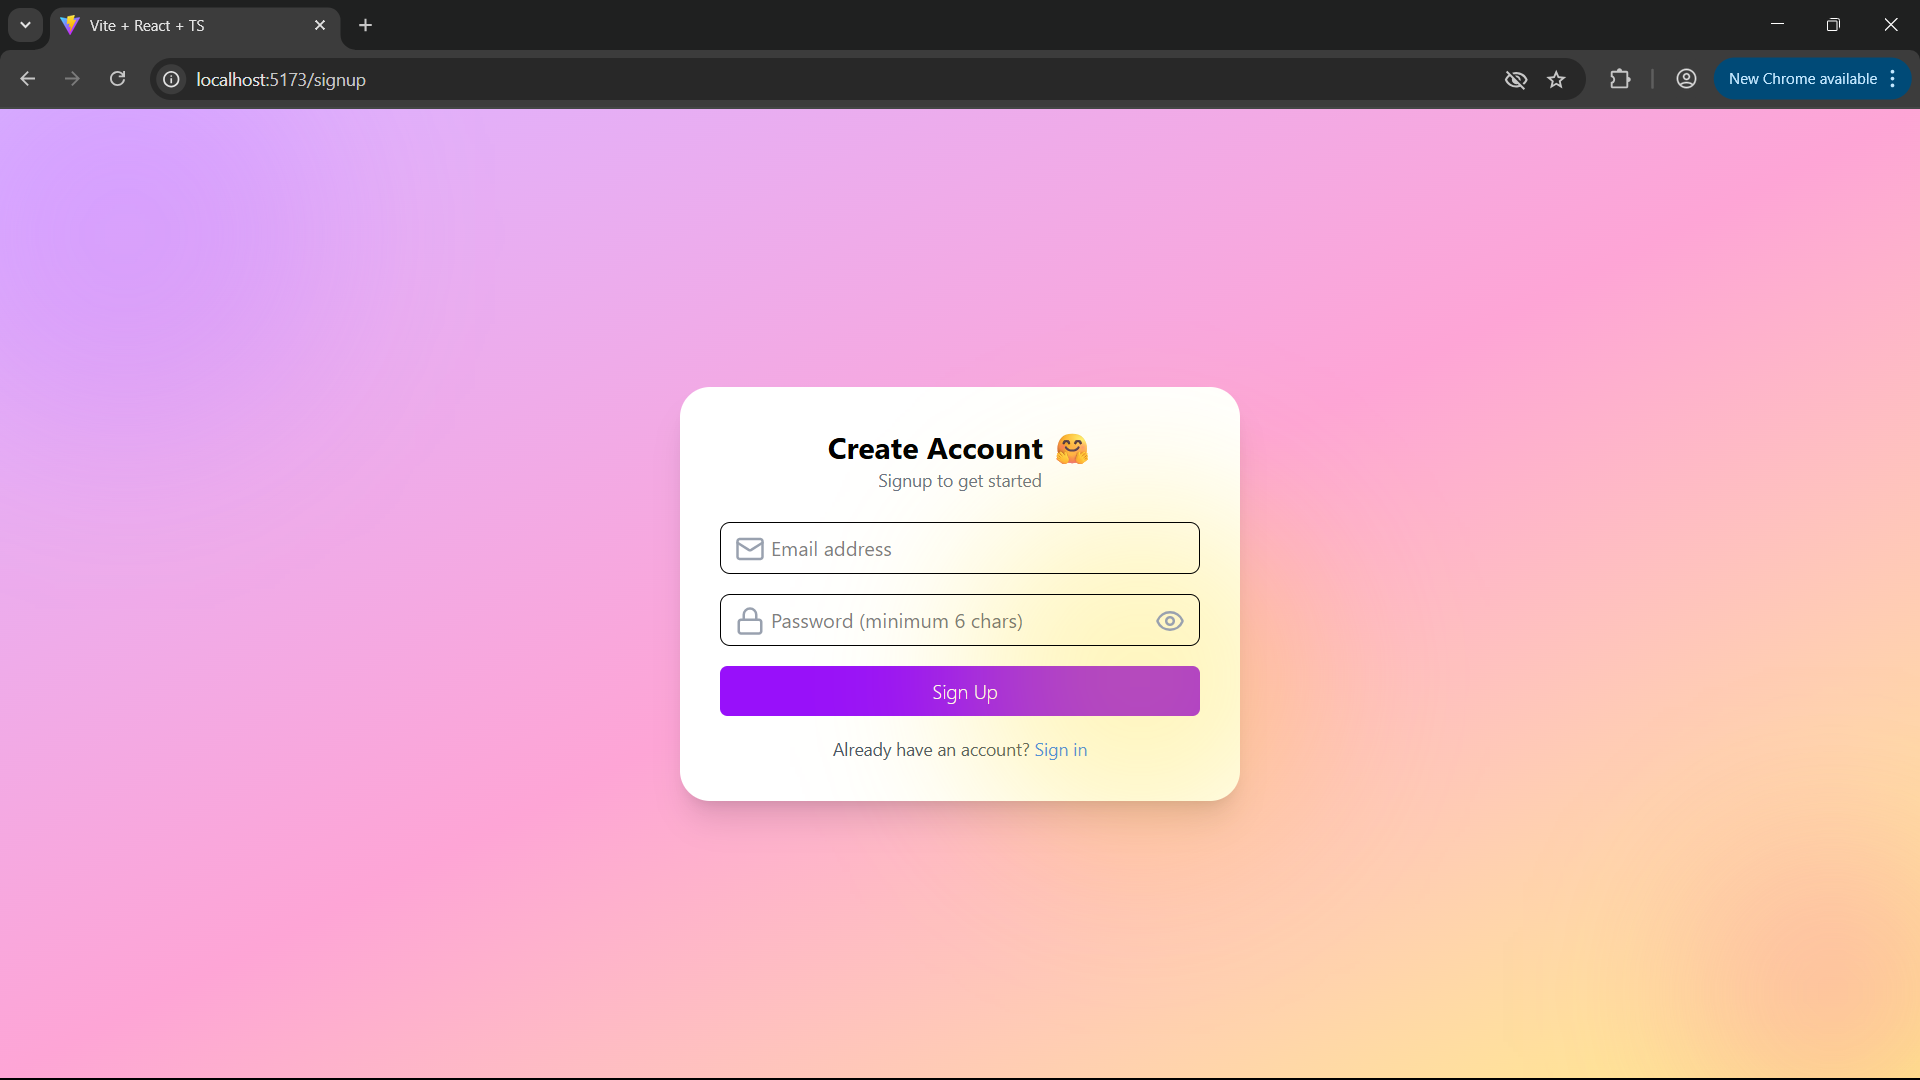 Vite + React + TS
localhost:5173/signup
New Chrome available
Create Account 🤗
Signup to get started
Email address
Password (minimum 6 chars)
Sign Up
Already have an account? Sign in